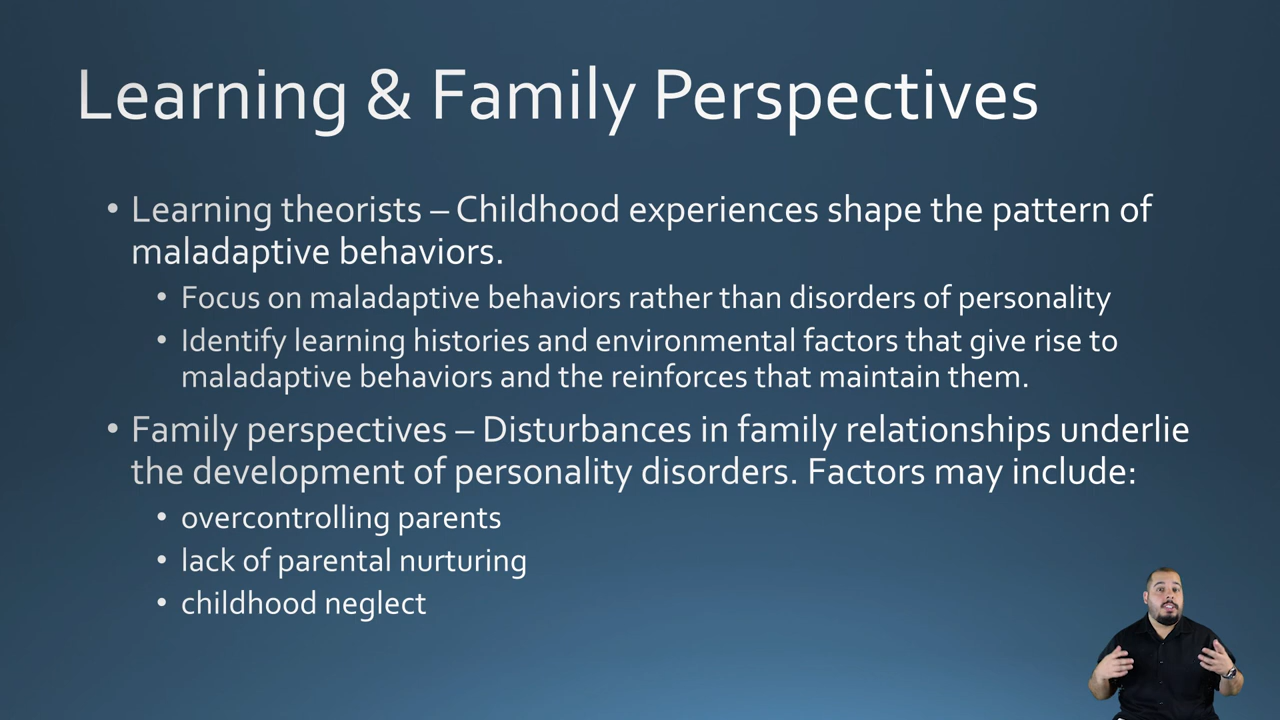 Learning & Family Perspectives
• Learning theorists – Childhood experiences shape the pattern of
maladaptive behaviors.
• Focus on maladaptive behaviors rather than disorders of personality
• Identify learning histories and environmental factors that give rise to
maladaptive behaviors and the reinforces that maintain them.
• Family perspectives – Disturbances in family relationships underlie
the development of personality disorders. Factors may include:
• overcontrolling parents
• lack of parental nurturing
• childhood neglect